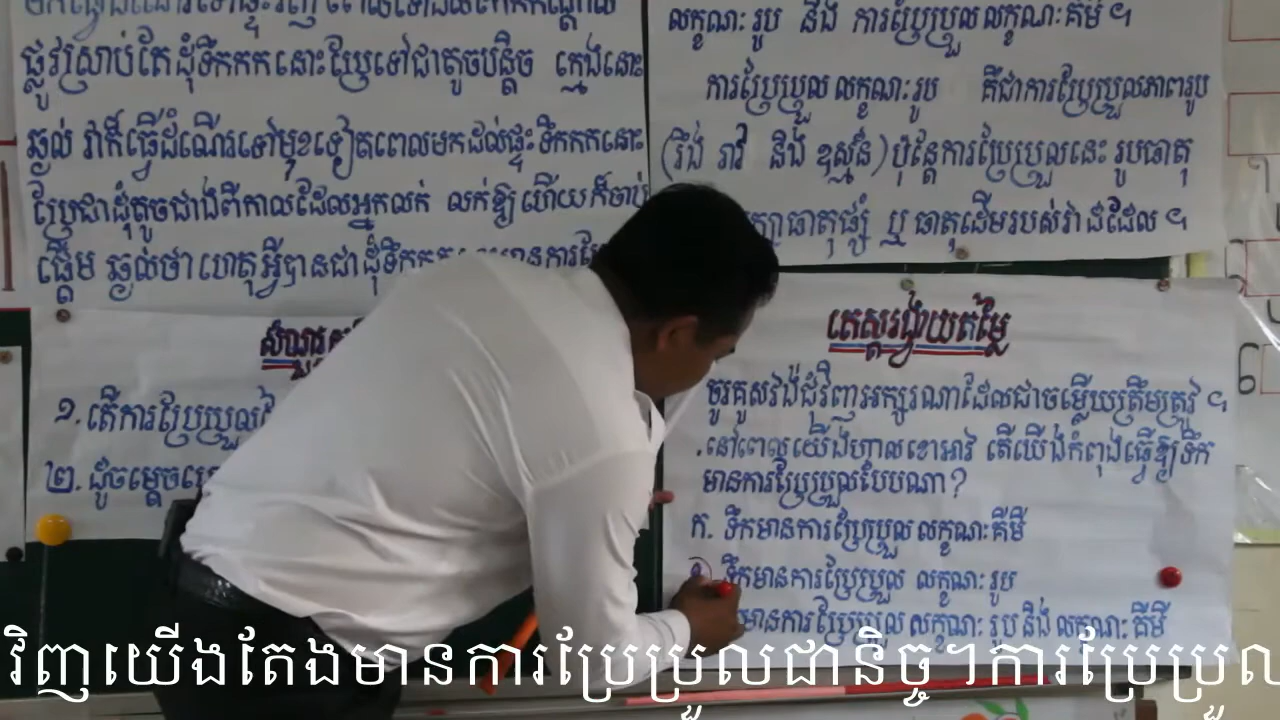 ផ្លូវស្រាប់តែដុំទឹកកកនោះប្រែទៅជាតូចបន្តិច ក្មេងនោះ
ឆ្ងល់ វាក៏ធ្វើដំណើរទៅមុខទៀតពេលមកដល់ផ្ទះទឹកកកនោះ
ប្រែជាដុំតូចជាងពីកាលដែលអ្នកលក់ លក់ឱ្យ ហើយក៏ចាប់
ផ្ដើម ឆ្ងល់ថា ហេតុអ្វីបានជាដុំទឹកកក មានការប្រែ
លក្ខណៈ រូប និង ការប្រែប្រួល លក្ខណៈគីមី ។
ការប្រែប្រួល លក្ខណៈរូប គឺជាការប្រែប្រួលភាពរូប
(រឹង រាវ និង ឧស្ម័ន) ប៉ុន្តែការប្រែប្រួលនេះ រូបធាតុ
ធាតុផ្សំ ឬ ធាតុដើមរបស់វាដដែល ។
សំណួរ
១. តើការប្រែប្រួល
២. ដូចម្ដេច
តេស្តរង្វាយតម្លៃ
ចូរគូសវង់ជុំវិញអក្សរណាដែលជាចម្លើយត្រឹមត្រូវ ។
.នៅពេលយើងហាលខោអាវ តើយើងកំពុងធ្វើឱ្យទឹក
មានការប្រែប្រួលបែបណា?
ក. ទឹកមានការប្រែប្រួល លក្ខណៈគីមី
ទឹកមានការប្រែប្រួល លក្ខណៈ រូប
មានការប្រែប្រួល លក្ខណៈ រូប និង លក្ខណៈ គីមី
វិញយើងតែងមានការប្រែប្រួលជានិច្ច។ការប្រែប្រួល